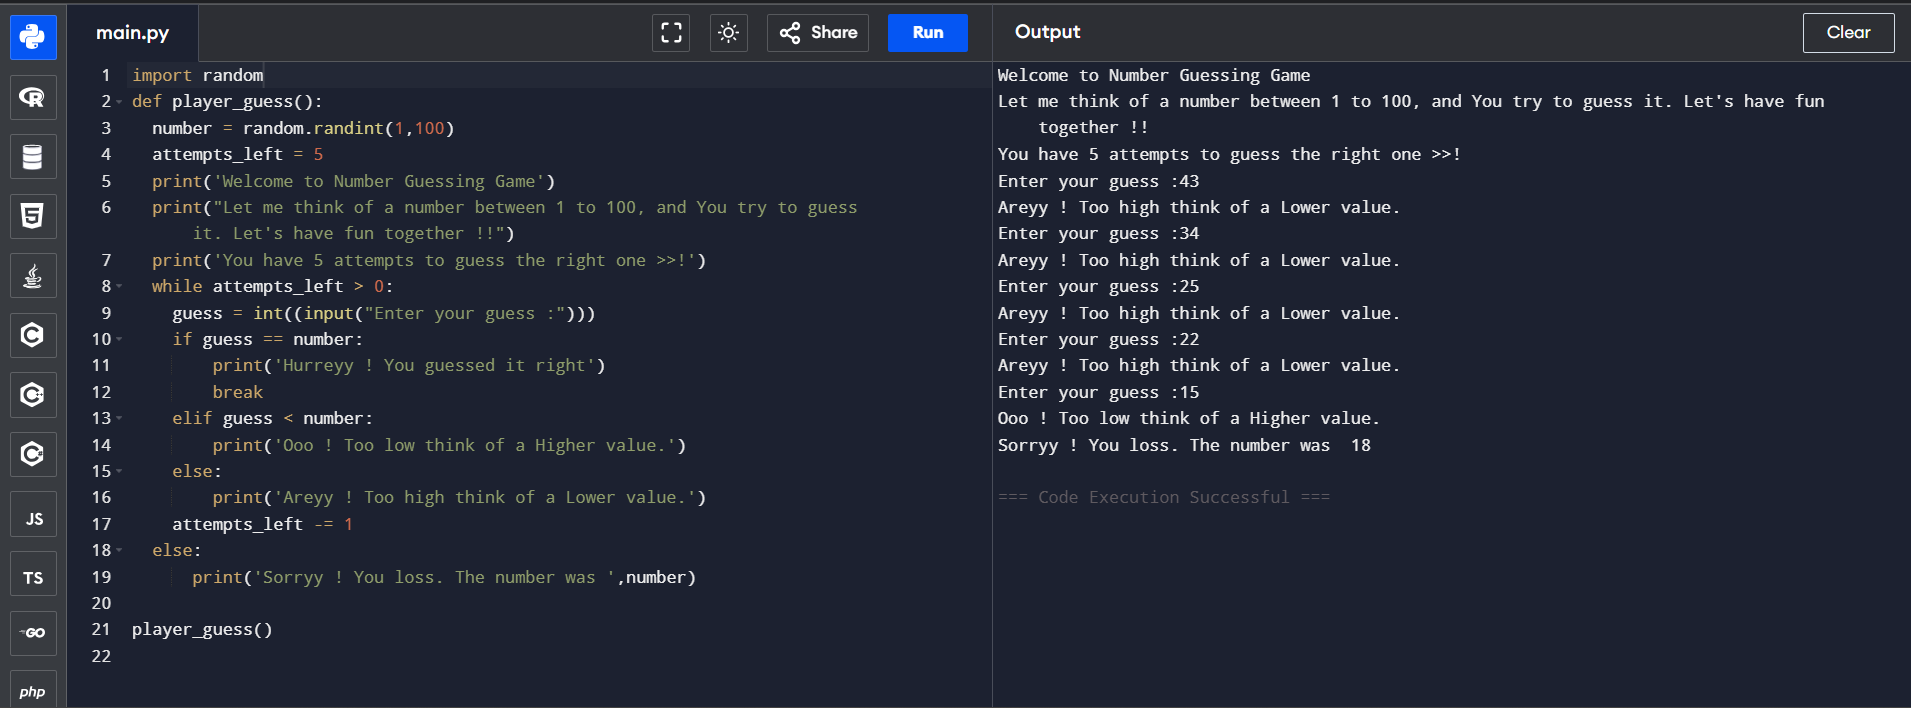 main.py
Share
Run
Output
Clear
1 import random
2 def player_guess():
3 number = random.randint(1,100)
4 attempts_left = 5
5 print('Welcome to Number Guessing Game')
6 print("Let me think of a number between 1 to 100, and You try to guess
it. Let's have fun together !!")
7 print('You have 5 attempts to guess the right one >>!')
8 while attempts_left > 0:
9 guess = int((input("Enter your guess :")))
10 if guess == number:
11 print('Hurreyy ! You guessed it right')
12 break
13 elif guess < number:
14 print('Ooo ! Too low think of a Higher value.')
15 else:
16 print('Areyy ! Too high think of a Lower value.')
17 attempts_left -= 1
18 else:
19 print('Sorryy ! You loss. The number was ',number)
20
21 player_guess()
22
Welcome to Number Guessing Game
Let me think of a number between 1 to 100, and You try to guess it. Let's have fun
together !!
You have 5 attempts to guess the right one >>!
Enter your guess :43
Areyy ! Too high think of a Lower value.
Enter your guess :34
Areyy ! Too high think of a Lower value.
Enter your guess :25
Areyy ! Too high think of a Lower value.
Enter your guess :22
Areyy ! Too high think of a Lower value.
Enter your guess :15
Ooo ! Too low think of a Higher value.
Sorryy ! You loss. The number was  18
=== Code Execution Successful ===
R
5
C
C
C
JS
TS
GO
php